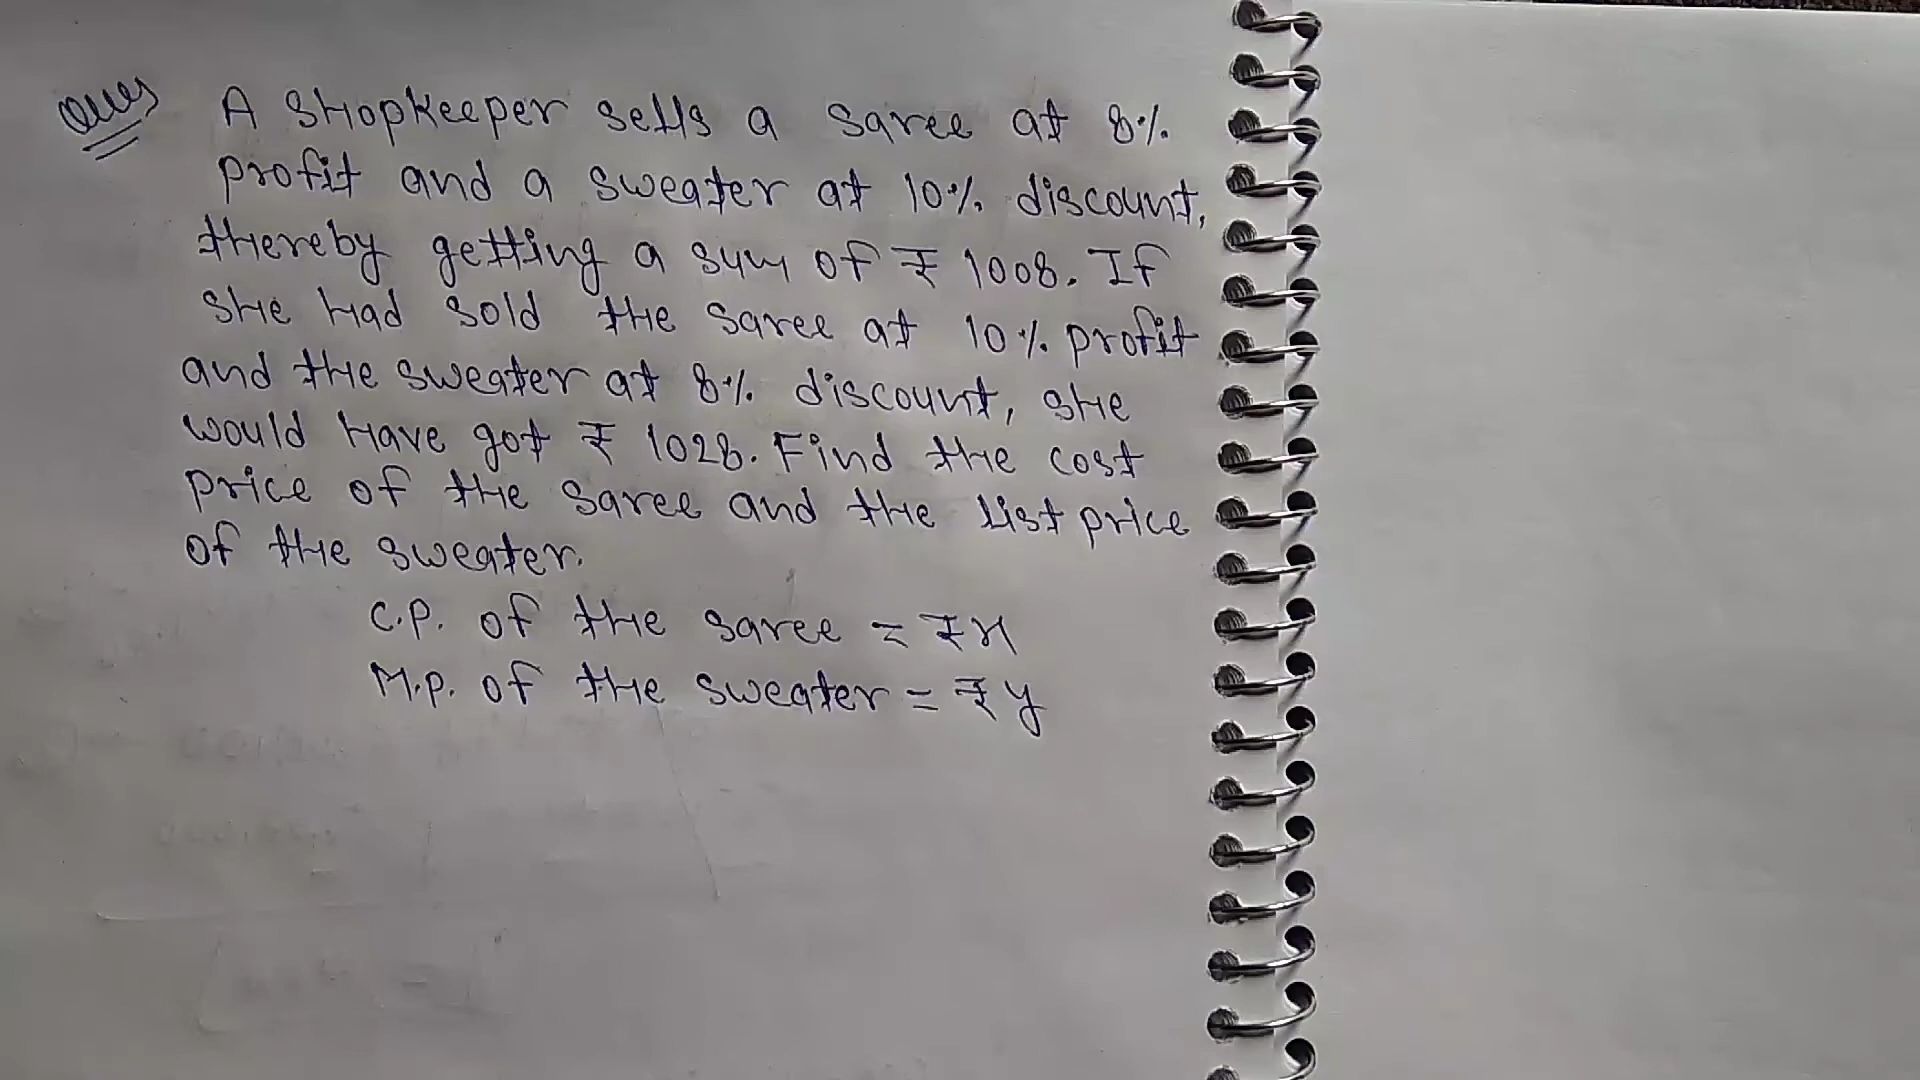 Ques A shopkeeper sells a saree at 8%
profit and a sweater at 10% discount,
thereby getting a sum of ₹ 1008. If
she had sold the saree at 10% profit
and the sweater at 8% discount, she
would have got ₹ 1028. Find the cost
price of the saree and the list price
of the sweater.
C.P. of the saree = ₹x
M.P. of the sweater = ₹y